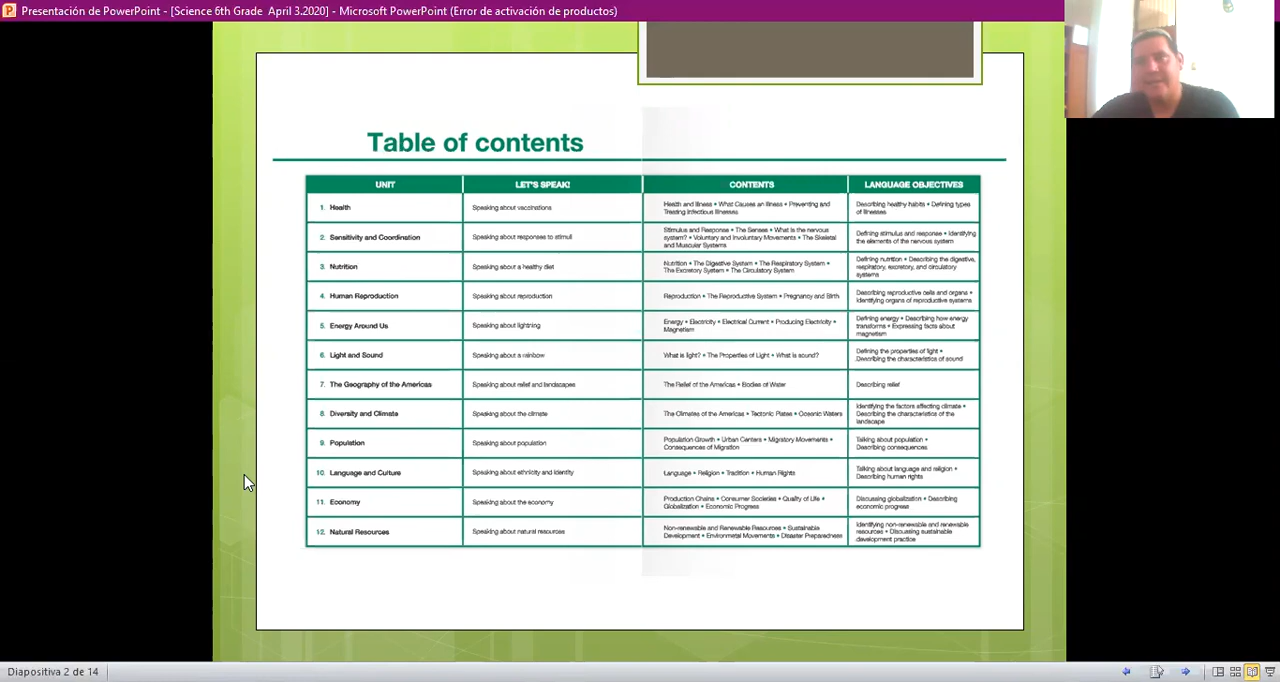 Presentación de PowerPoint - [Science 6th Grade  April 3.2020] - Microsoft PowerPoint (Error de activación de productos)
Table of contents
UNIT LET'S SPEAK! CONTENTS LANGUAGE OBJECTIVES
1. Health
Speaking about vaccinations
Health and Illness • What Causes an Illness • Preventing and
Treating Infectious Illnesses
Describing healthy habits • Defining types
of illnesses
2. Sensitivity and Coordination
Speaking about responses to stimuli
Stimulus and Response • The Senses • What is the nervous
system? • Voluntary and Involuntary Movements • The Skeletal
and Muscular Systems
Defining stimulus and response • Identifying
the elements of the nervous system
3. Nutrition
Speaking about a healthy diet
Nutrition • The Digestive System • The Respiratory System •
The Excretory System • The Circulatory System
Defining nutrition • Describing the digestive,
respiratory, excretory, and circulatory
systems
4. Human Reproduction
Speaking about reproduction
Reproduction • The Reproductive System • Pregnancy and Birth
Describing reproductive cells and organs •
Identifying organs of reproductive systems
5. Energy Around Us
Speaking about lightning
Energy • Electricity • Electrical Current • Producing Electricity •
Magnetism
Defining energy • Describing how energy
transforms • Expressing facts about
magnetism
6. Light and Sound
Speaking about a rainbow
What is light? • The Properties of Light • What is sound?
Defining the properties of light •
Describing the characteristics of sound
7. The Geography of the Americas
Speaking about relief and landscapes
The Relief of the Americas • Bodies of Water
Describing relief
8. Diversity and Climate
Speaking about the climate
The Climates of the Americas • Tectonic Plates • Oceanic Waters
Identifying the factors affecting climate •
Describing the characteristics of the
landscape
9. Population
Speaking about population
Population Growth • Urban Centers • Migratory Movements •
Consequences of Migration
Talking about population •
Describing consequences
10. Language and Culture
Speaking about ethnicity and identity
Language • Religion • Tradition • Human Rights
Talking about language and religion •
Describing human rights
11. Economy
Speaking about the economy
Production Chains • Consumer Societies • Quality of Life •
Globalization • Economic Progress
Discussing globalization • Describing
economic progress
12. Natural Resources
Speaking about natural resources
Non-renewable and Renewable Resources • Sustainable
Development • Environmetal Movements • Disaster Preparedness
Identifying non-renewable and renewable
resources • Discussing sustainable
development practice
Diapositiva 2 de 14